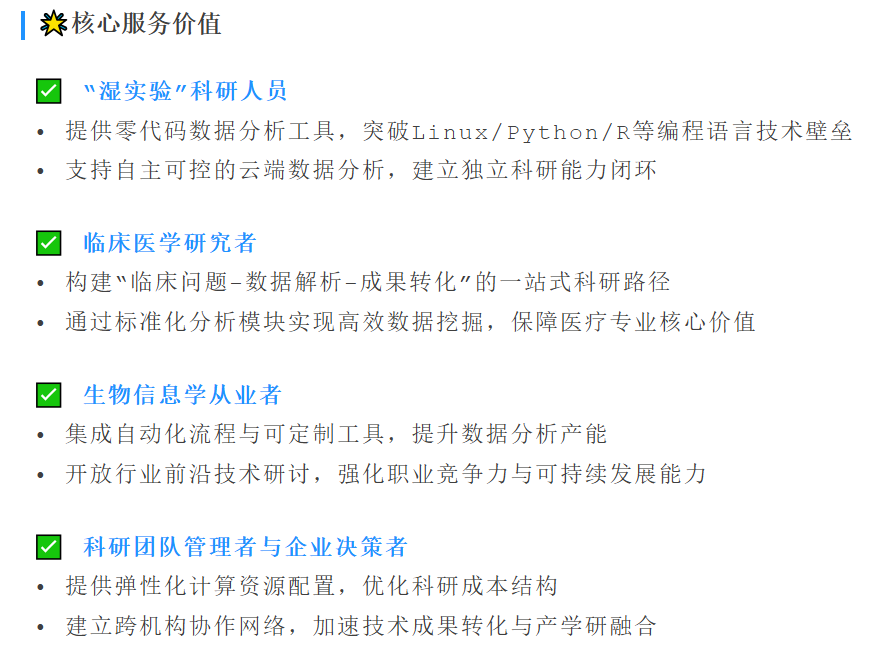 🌟核心服务价值
✅ “湿实验”科研人员
• 提供零代码数据分析工具，突破Linux/Python/R等编程语言技术壁垒
• 支持自主可控的云端数据分析，建立独立科研能力闭环
✅ 临床医学研究者
• 构建“临床问题-数据解析-成果转化”的一站式科研路径
• 通过标准化分析模块实现高效数据挖掘，保障医疗专业核心价值
✅ 生物信息学从业者
• 集成自动化流程与可定制工具，提升数据分析产能
• 开放行业前沿技术研讨，强化职业竞争力与可持续发展能力
✅ 科研团队管理者与企业决策者
• 提供弹性化计算资源配置，优化科研成本结构
• 建立跨机构协作网络，加速技术成果转化与产学研融合